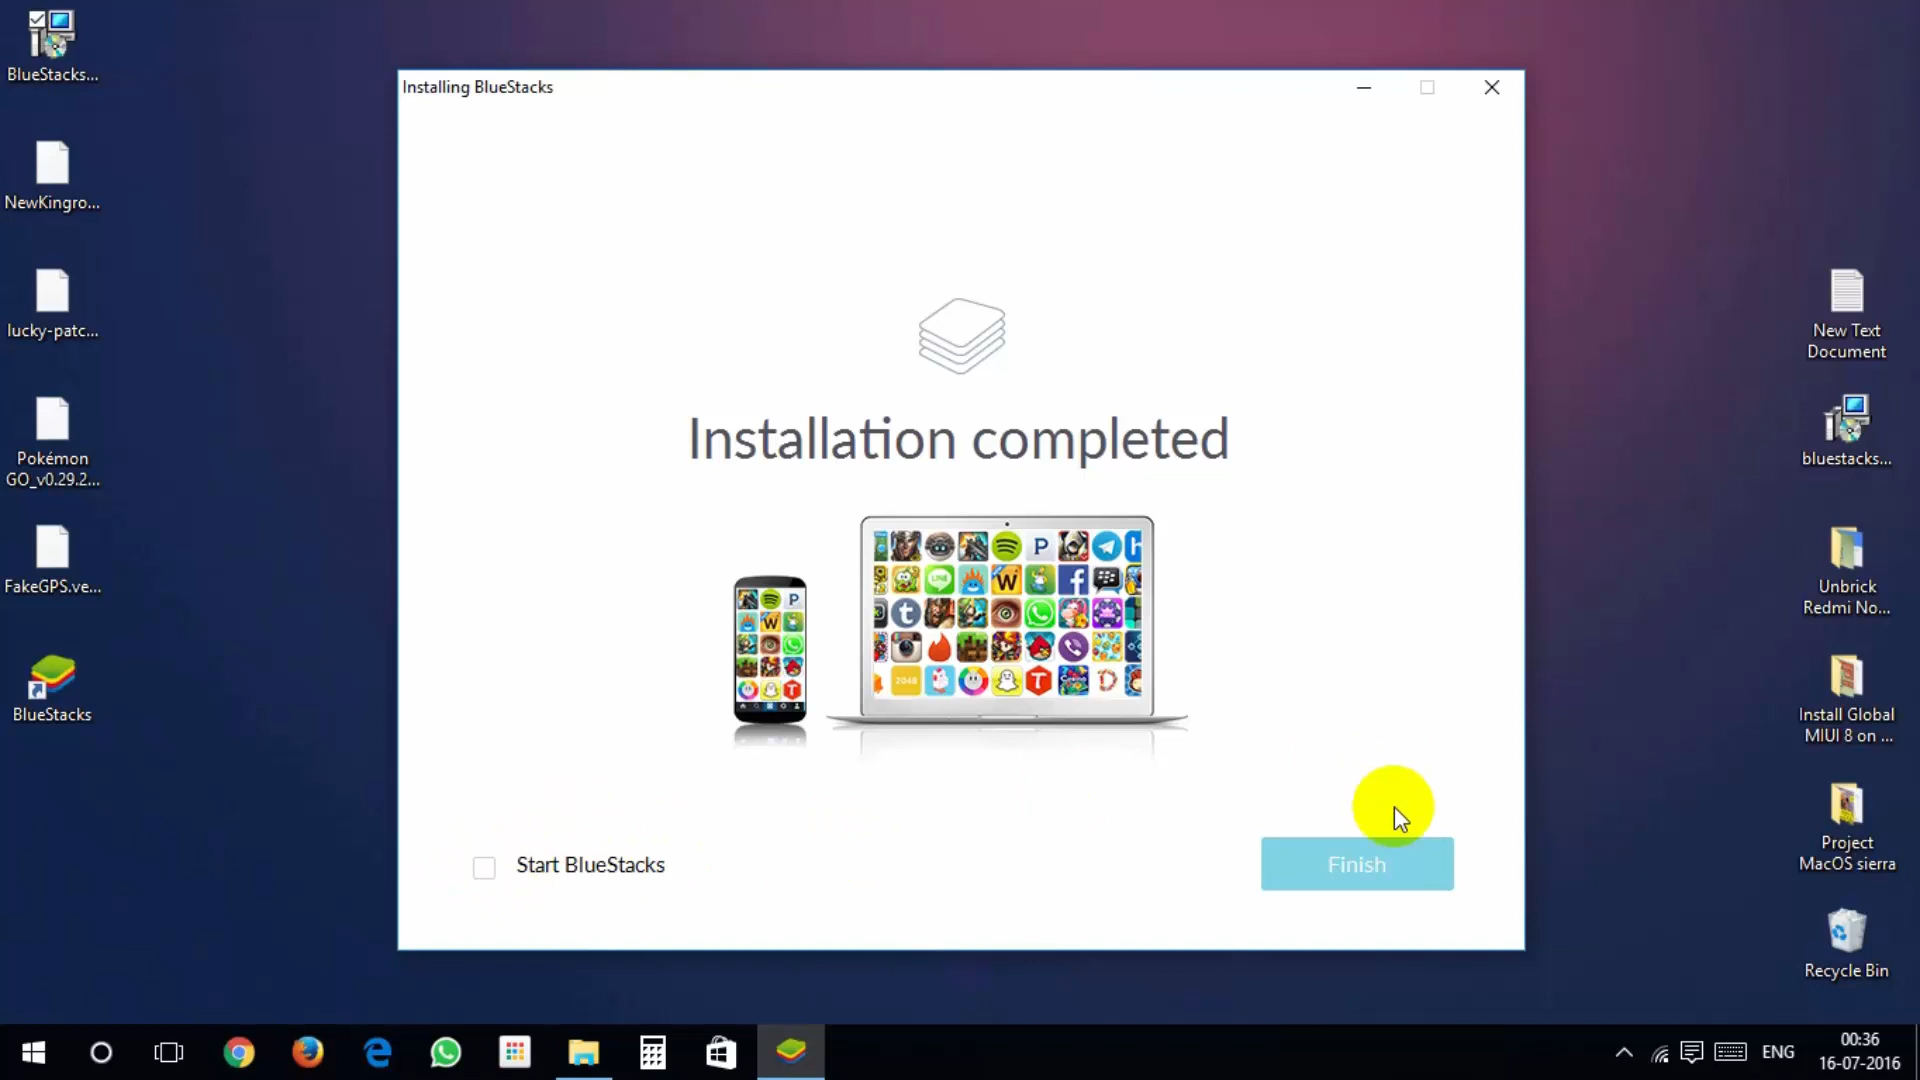 BlueStacks...
NewKingro...
lucky-patc...
Pokémon
GO_v0.29.2...
FakeGPS.ve...
BlueStacks
Installing BlueStacks
Installation completed
Start BlueStacks
Finish
New Text
Document
bluestacks...
Unbrick
Redmi No...
Install Global
MIUI 8 on ...
Project
MacOS sierra
Recycle Bin
ENG
00:36
16-07-2016